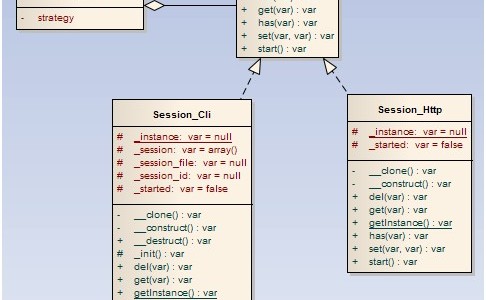 - strategy
+ get(var) : var
+ has(var) : var
+ set(var, var) : var
+ start() : var
Session_Cli
# _instance: var = null
# _session: var = array()
# _session_file: var = null
# _session_id: var = null
# _started: var = false
- __clone() : var
- __construct() : var
+ __destruct() : var
# _init() : var
+ del(var) : var
+ get(var) : var
+ getInstance() : var
Session_Http
# _instance: var = null
# _started: var = false
- __clone() : var
- __construct() : var
+ del(var) : var
+ get(var) : var
+ getInstance() : var
+ has(var) : var
+ set(var, var) : var
+ start() : var